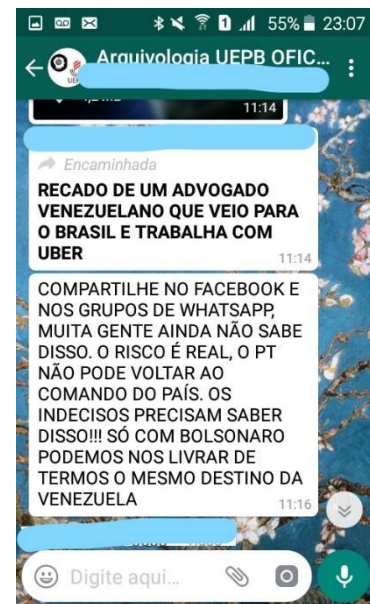 1 55% 23:07
Arquivologia UEPB OFIC...
11:14
Encaminhada
RECADO DE UM ADVOGADO
VENEZUELANO QUE VEIO PARA
O BRASIL E TRABALHA COM
UBER
11:14
COMPARTILHE NO FACEBOOK E
NOS GRUPOS DE WHATSAPP,
MUITA GENTE AINDA NÃO SABE
DISSO. O RISCO É REAL, O PT
NÃO PODE VOLTAR AO
COMANDO DO PAÍS. OS
INDECISOS PRECISAM SABER
DISSO!!! SÓ COM BOLSONARO
PODEMOS NOS LIVRAR DE
TERMOS O MESMO DESTINO DA
VENEZUELA
11:16
Digite aqui...